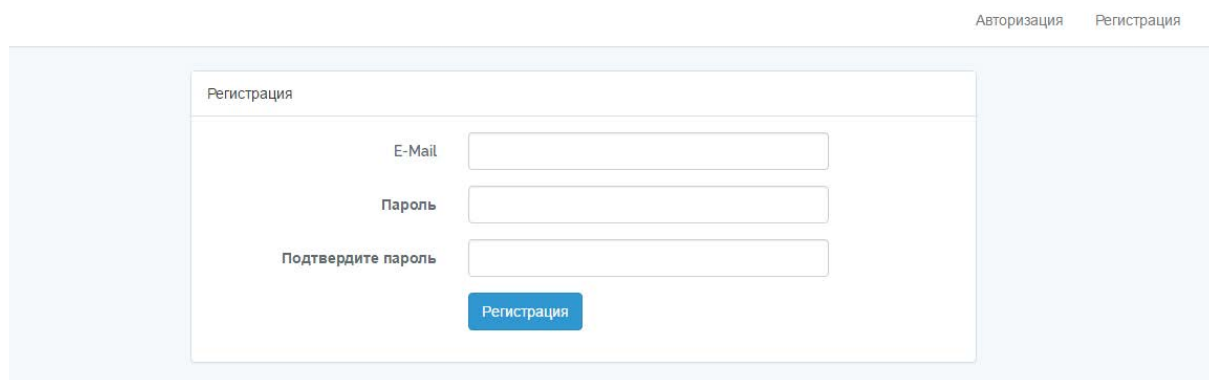 Авторизация Регистрация
Регистрация
E-Mail
Пароль
Подтвердите пароль
Регистрация